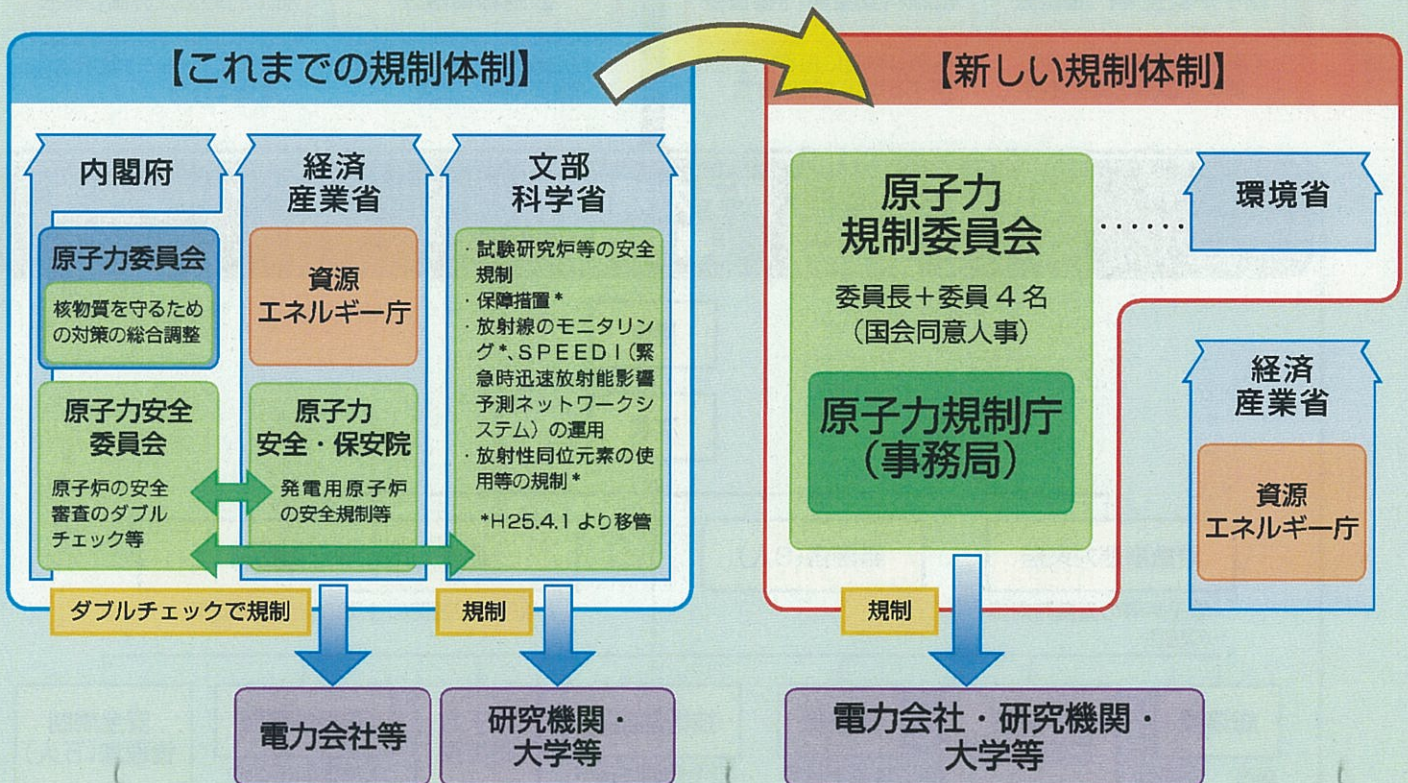 【これまでの規制体制】
内閣府
原子力委員会
核物質を守るため
の対策の総合調整
原子力安全
委員会
原子炉の安全
審査のダブル
チェック等
経済
産業省
資源
エネルギー庁
原子力
安全・保安院
発電用原子炉
の安全規制等
文部
科学省
・試験研究炉等の安全
規制
・保障措置*
・放射線のモニタリン
グ*、SPEEDI(緊
急時迅速放射能影響
予測ネットワークシ
ステム)の運用
・放射性同位元素の使
用等の規制*
*H25.4.1より移管
ダブルチェックで規制
規制
電力会社等
研究機関・
大学等
【新しい規制体制】
原子力
規制委員会
委員長+委員4名
(国会同意人事)
原子力規制庁
(事務局)
……
環境省
経済
産業省
資源
エネルギー庁
規制
電力会社・研究機関・
大学等